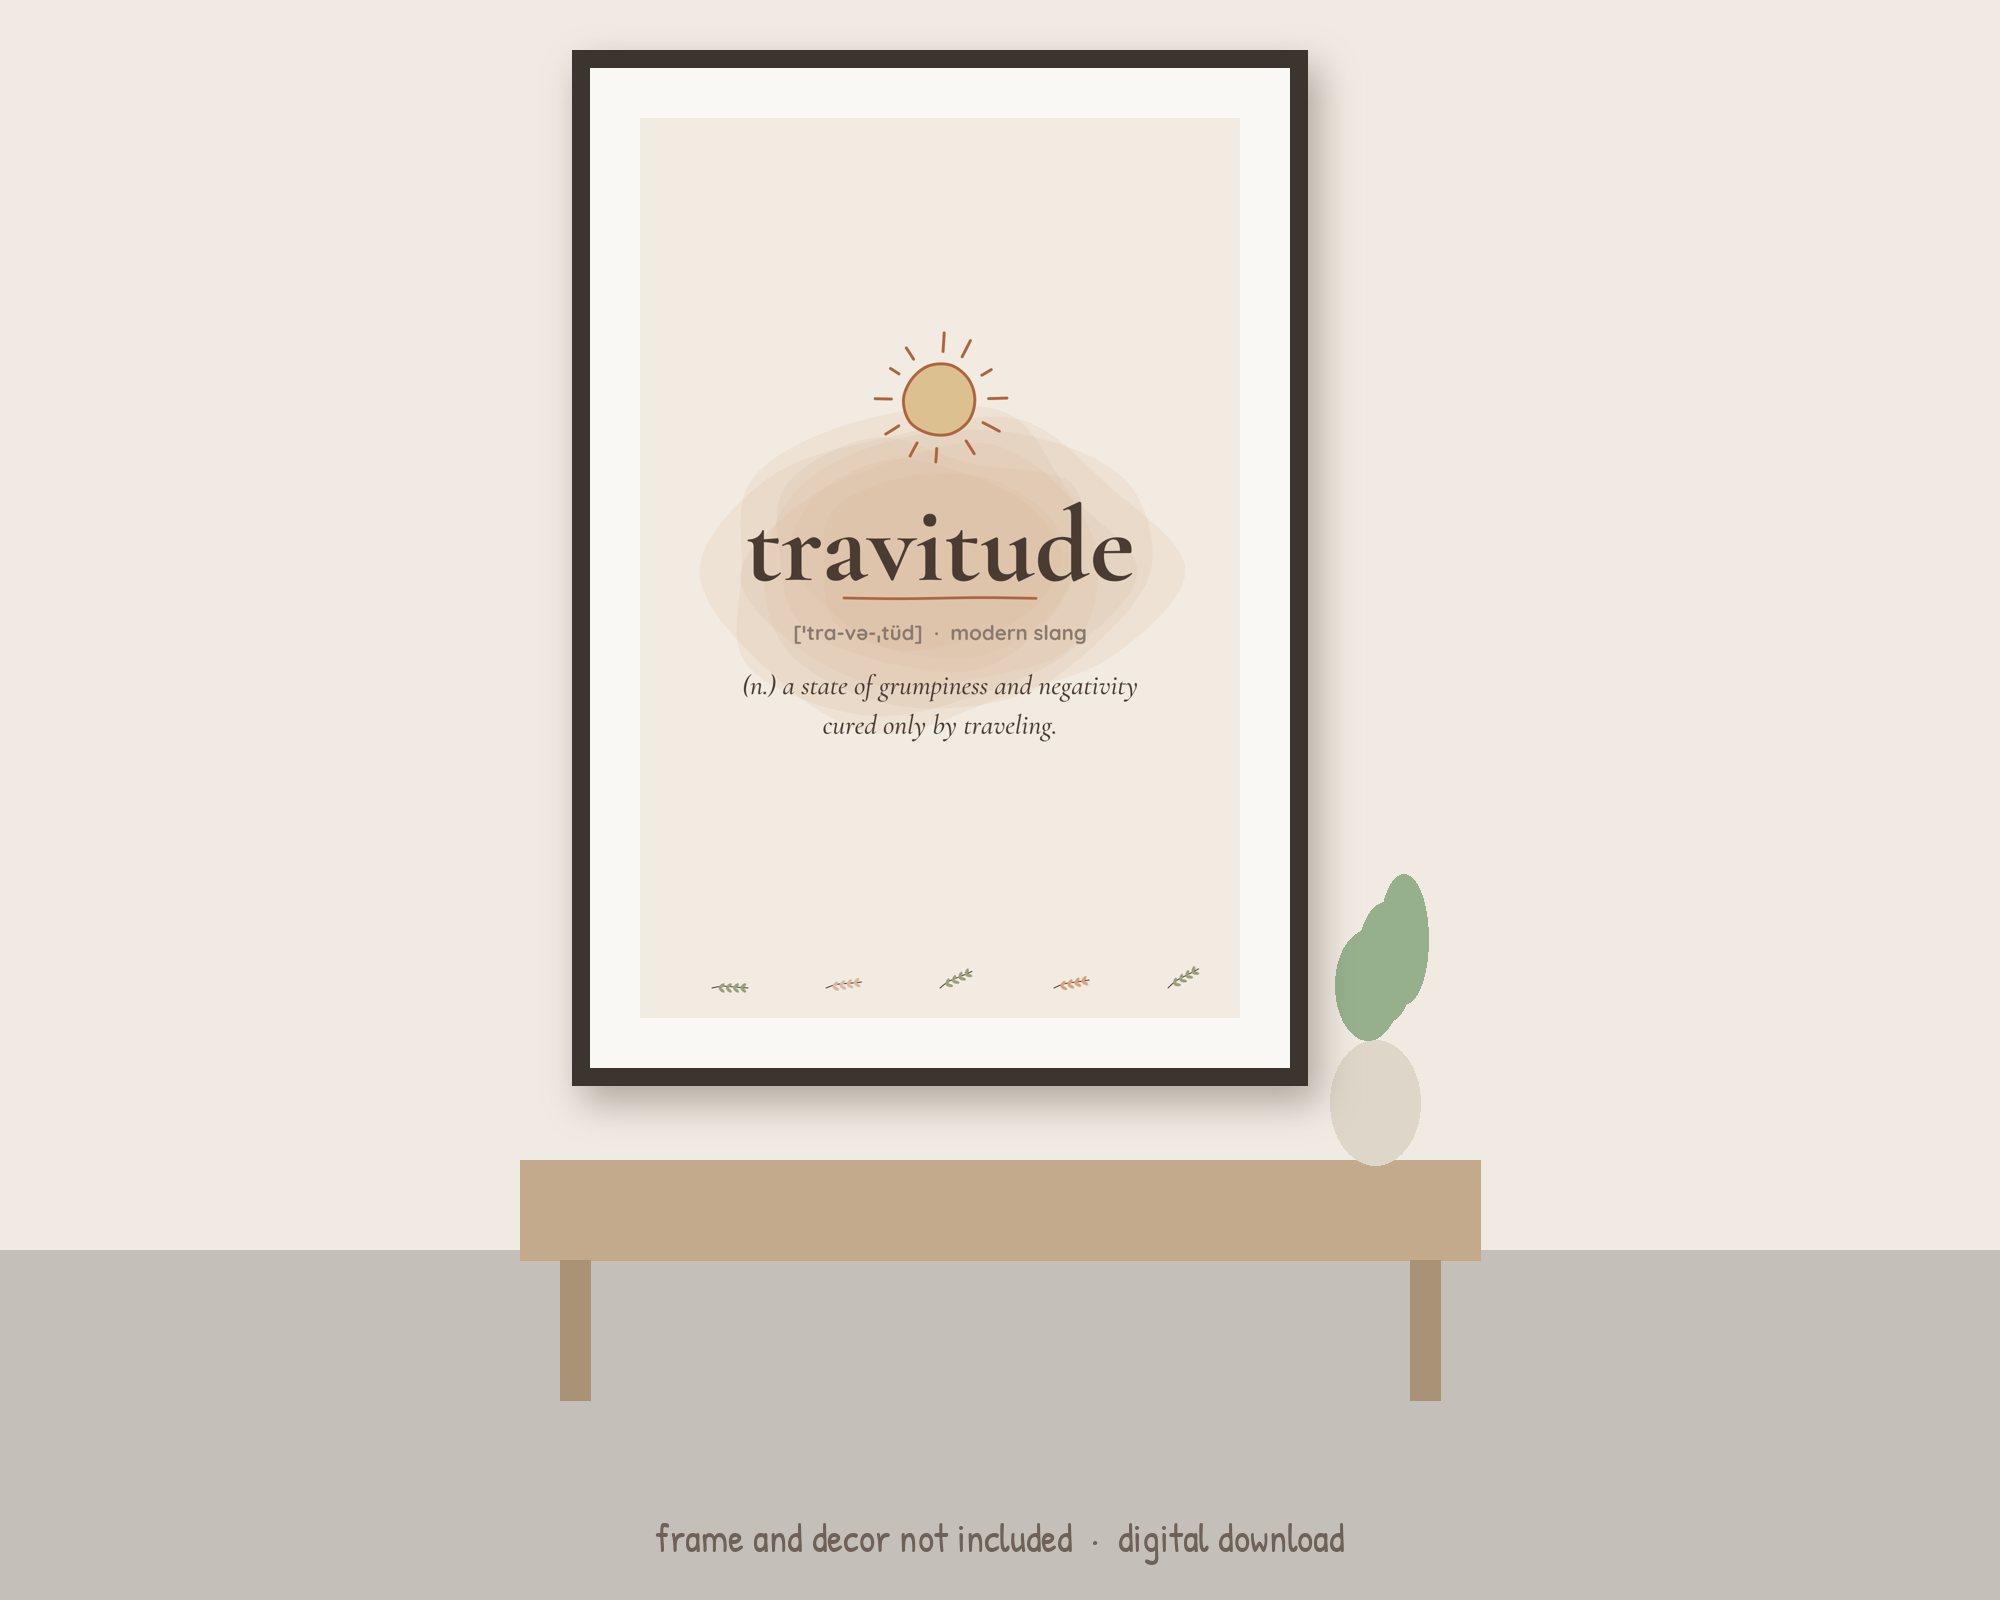 travitude
['tra-və-ˌtüd] · modern slang
(n.) a state of grumpiness and negativity
cured only by traveling.
frame and decor not included · digital download